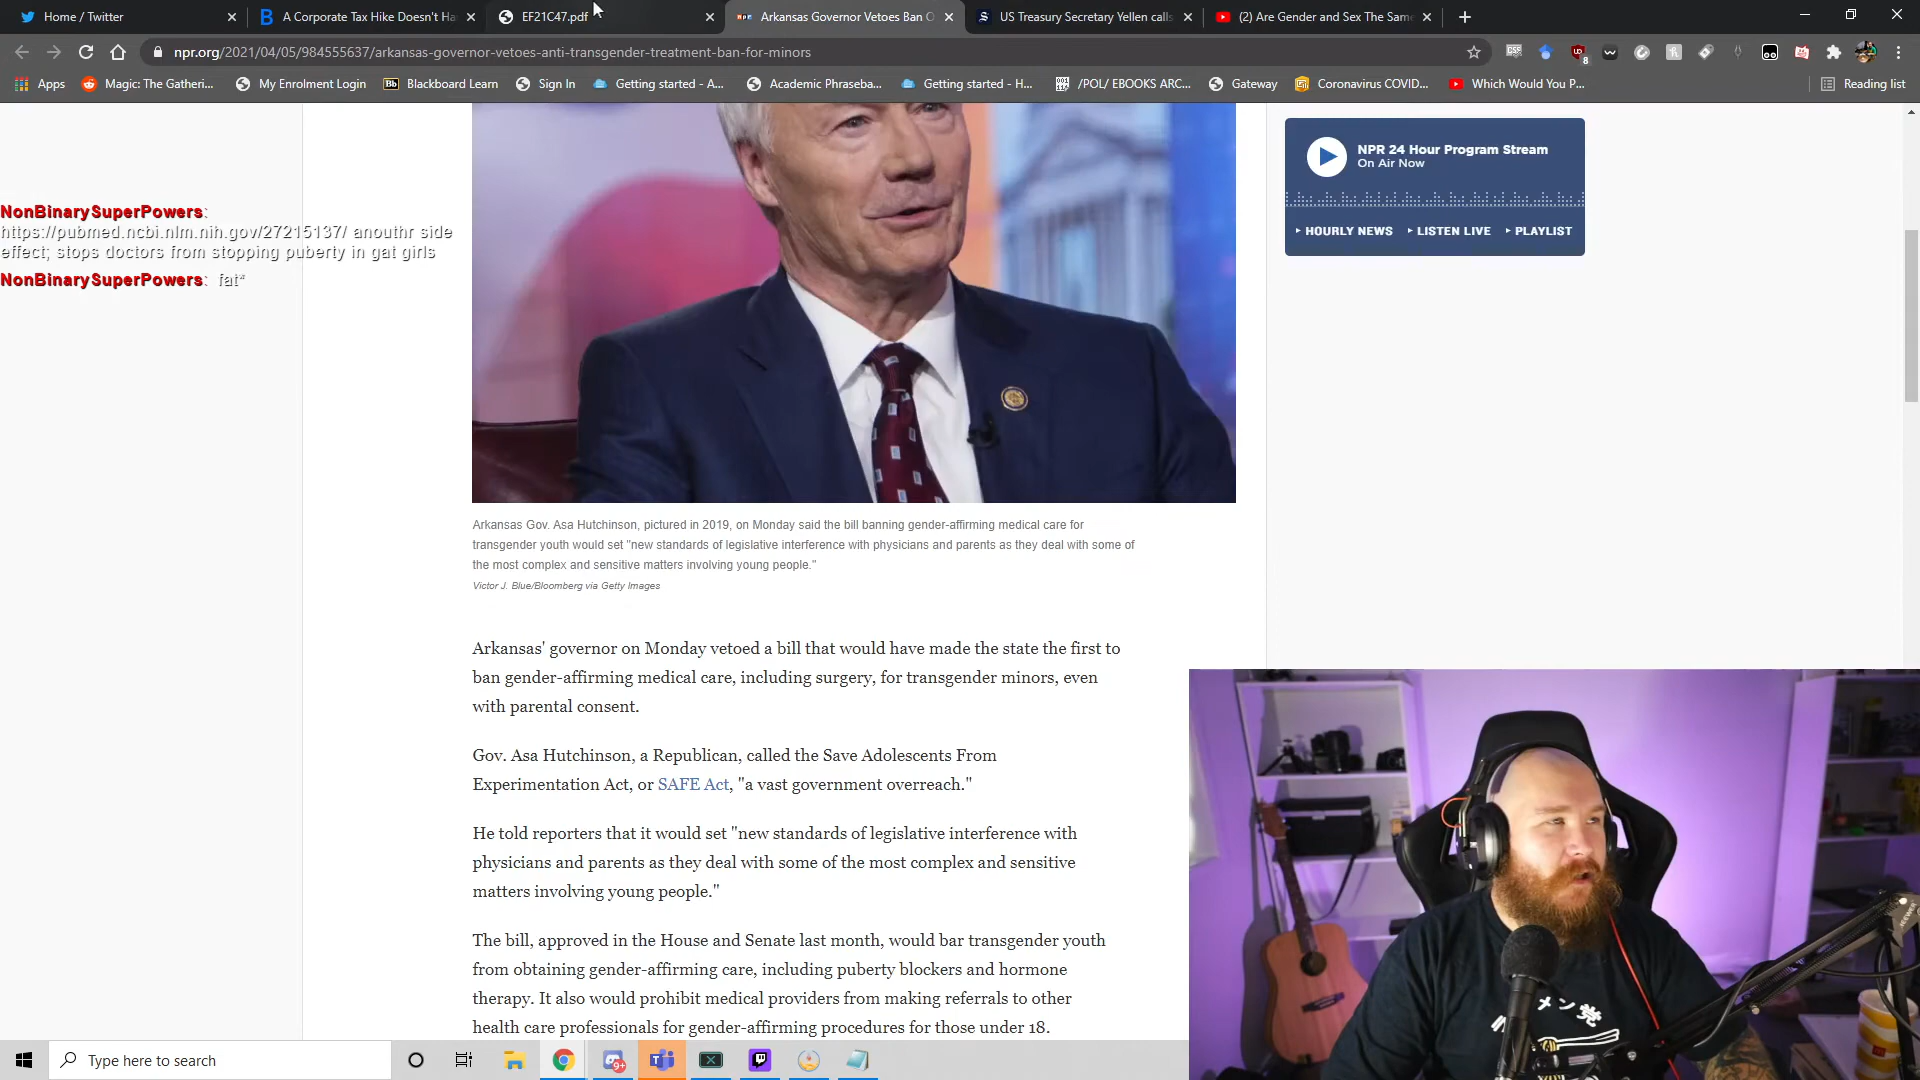 Home / Twitter
A Corporate Tax Hike Doesn't Ha
EF21C47.pdf
npr
Arkansas Governor Vetoes Ban O
US Treasury Secretary Yellen calls
(2) Are Gender and Sex The Sam
npr.org/2021/04/05/984555637/arkansas-governor-vetoes-anti-transgender-treatment-ban-for-minors
8
Apps
Magic: The Gatheri...
My Enrolment Login
Bb Blackboard Learn
Sign In
Getting started - A...
Academic Phraseba...
Getting started - H...
/POL/ EBOOKS ARC...
Gateway
Coronavirus COVID...
Which Would You P...
Reading list
NPR 24 Hour Program Stream
On Air Now
HOURLY NEWS LISTEN LIVE PLAYLIST
NonBinarySuperPowers:
https://pubmed.ncbi.nlm.nih.gov/27215137/ anouthr side
effect; stops doctors from stopping puberty in gat girls
NonBinarySuperPowers: fat*
Arkansas Gov. Asa Hutchinson, pictured in 2019, on Monday said the bill banning gender-affirming medical care for
transgender youth would set "new standards of legislative interference with physicians and parents as they deal with some of
the most complex and sensitive matters involving young people."
Victor J. Blue/Bloomberg via Getty Images
Arkansas' governor on Monday vetoed a bill that would have made the state the first to
ban gender-affirming medical care, including surgery, for transgender minors, even
with parental consent.
Gov. Asa Hutchinson, a Republican, called the Save Adolescents From
Experimentation Act, or SAFE Act, "a vast government overreach."
He told reporters that it would set "new standards of legislative interference with
physicians and parents as they deal with some of the most complex and sensitive
matters involving young people."
The bill, approved in the House and Senate last month, would bar transgender youth
from obtaining gender-affirming care, including puberty blockers and hormone
therapy. It also would prohibit medical providers from making referrals to other
health care professionals for gender-affirming procedures for those under 18.
メン党
Type here to search
9+